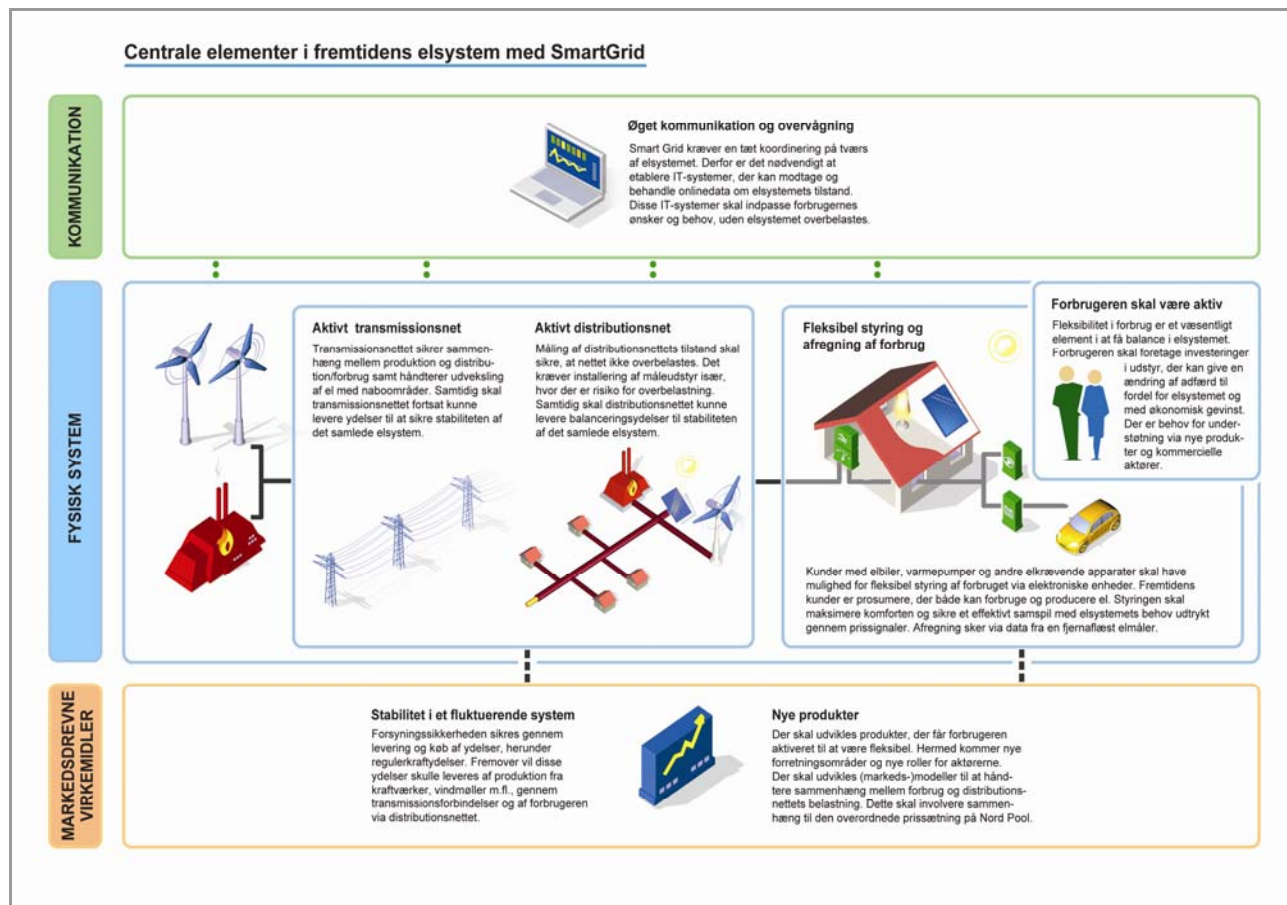 Centrale elementer i fremtidens elsystem med SmartGrid
KOMMUNIKATION
Øget kommunikation og overvågning
Smart Grid kræver en tæt koordinering på tværs
af elsystemet. Derfor er det nødvendigt at
etablere IT-systemer, der kan modtage og
behandle onlinedata om elsystemets tilstand.
Disse IT-systemer skal indpasse forbrugernes
ønsker og behov, uden elsystemet overbelastes.
FYSISK SYSTEM
Aktivt transmissionsnet
Transmissionsnettet sikrer sammen-
hæng mellem produktion og distribu-
tion/forbrug samt håndterer udveksling
af el med naboområder. Samtidig skal
transmissionsnettet fortsat kunne
levere ydelser til at sikre stabiliteten af
det samlede elsystem.
Aktivt distributionsnet
Måling af distributionsnettets tilstand skal
sikre, at nettet ikke overbelastes. Det
kræver installering af måleudstyr især,
hvor der er risiko for overbelastning.
Samtidig skal distributionsnettet kunne
levere balanceringsydelser til stabiliteten
af det samlede elsystem.
Fleksibel styring og
afregning af forbrug
Forbrugeren skal være aktiv
Fleksibilitet i forbrug er et væsentligt
element i at få balance i elsystemet.
Forbrugeren skal foretage investeringer
i udstyr, der kan give en
ændring af adfærd til
fordel for elsystemet og
med økonomisk gevinst.
Der er behov for under-
støtning via nye produk-
ter og kommercielle
aktører.
Kunder med elbiler, varmepumper og andre elkrævende apparater skal have
mulighed for fleksibel styring af forbruget via elektroniske enheder. Fremtidens
kunder er prosumere, der både kan forbruge og producere el. Styringen skal
maksimere komforten og sikre et effektivt samspil med elsystemets behov udtrykt
gennem prissignaler. Afregning sker via data fra en fjernaflæst elmåler.
MARKEDSDREVNE
VIRKEMIDLER
Stabilitet i et fluktuerende system
Forsyningssikkerheden sikres gennem
levering og køb af ydelser, herunder
regulerkraftydelser. Fremover vil disse
ydelser skulle leveres af produktion fra
kraftværker, vindmøller m.fl., gennem
transmissionsforbindelser og af forbrugeren
via distributionsnettet.
Nye produkter
Der skal udvikles produkter, der får forbrugeren
aktiveret til at være fleksibel. Hermed kommer nye
forretningsområder og nye roller for aktørerne.
Der skal udvikles (markeds-)modeller til at hånd-
tere sammenhæng mellem forbrug og distributions-
nettets belastning. Dette skal involvere sammen-
hæng til den overordnede prissætning på Nord Pool.